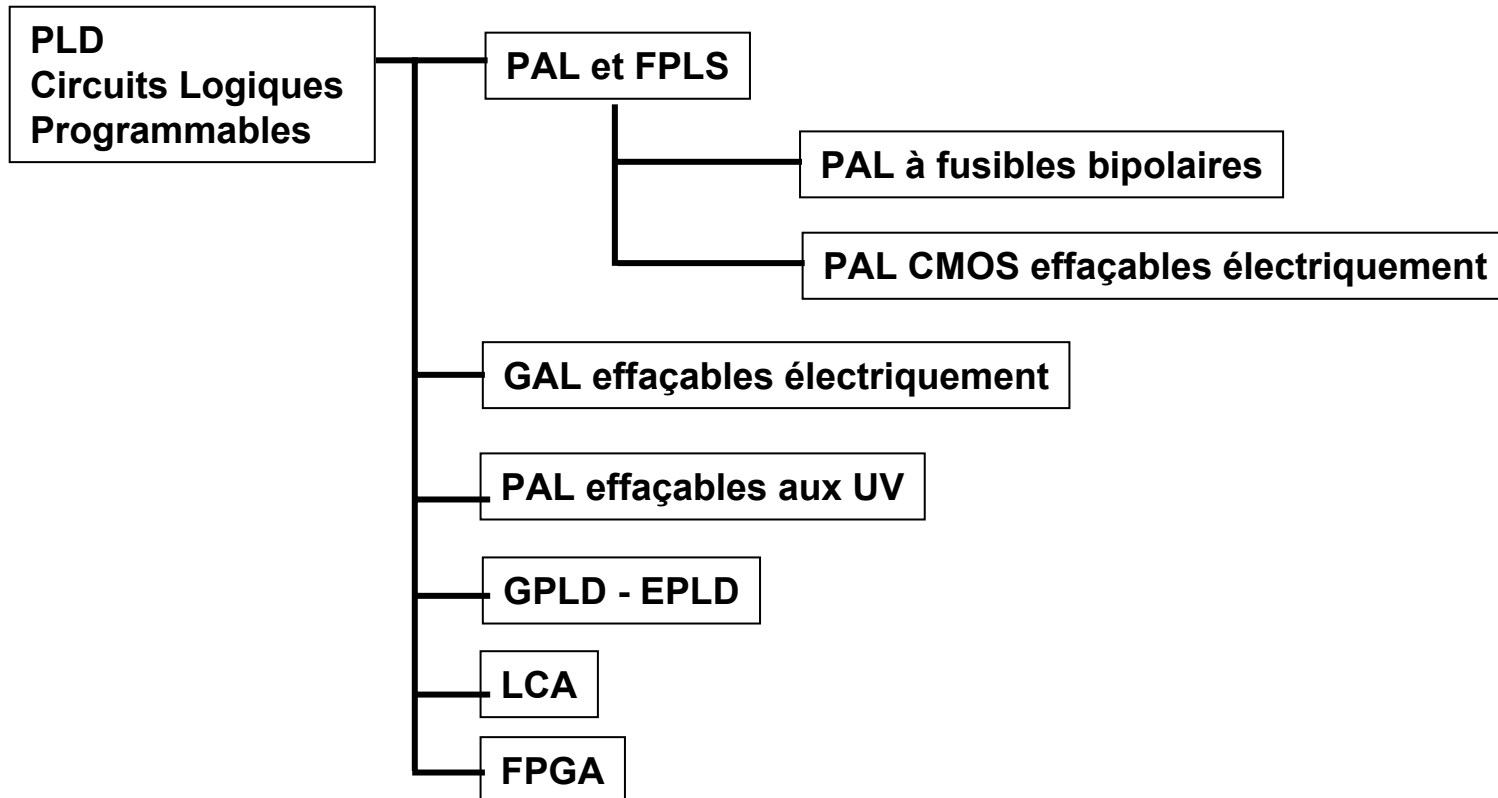 PLD
Circuits Logiques
Programmables
PAL et FPLS
PAL à fusibles bipolaires
PAL CMOS effaçables électriquement
GAL effaçables électriquement
PAL effaçables aux UV
GPLD - EPLD
LCA
FPGA